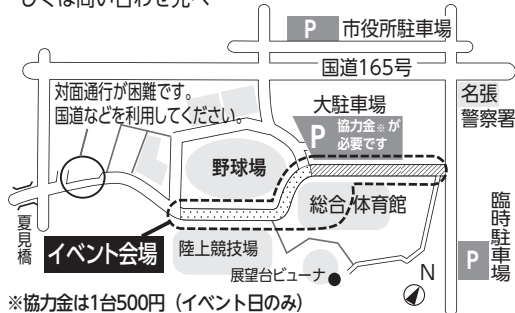 しくは問い合わせ先へ
P 市役所駐車場
国道165号
対面通行が困難です。
国道などを利用してください。
大駐車場
P 協力金※が
必要です
名張
警察署
野球場
総合体育館
夏見橋
イベント会場
陸上競技場
展望台ビューナ
N
P 臨時駐車場
※協力金は1台500円（イベント日のみ）